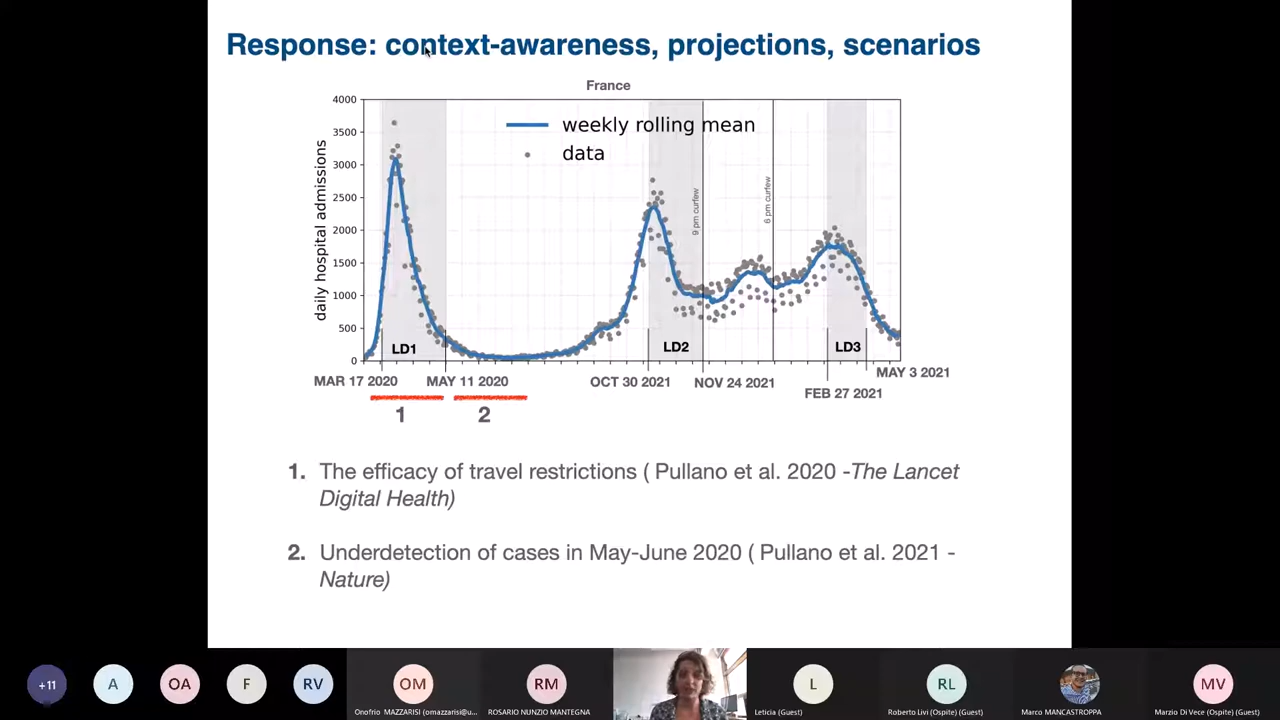 Response: context-awareness, projections, scenarios
France
4000
3500
3000
2500
2000
1500
1000
500
0
daily hospital admissions
weekly rolling mean
data
9 pm curfew
6 pm curfew
LD1
LD2
LD3
MAR 17 2020
MAY 11 2020
OCT 30 2021
NOV 24 2021
FEB 27 2021
MAY 3 2021
1
2
1. The efficacy of travel restrictions ( Pullano et al. 2020 -The Lancet
Digital Health)
2. Underdetection of cases in May-June 2020 ( Pullano et al. 2021 -
Nature)
+11
A
OA
F
RV
OM
RM
L
RL
MV
Onofrio MAZZARISI (omazzarisi@u...
ROSARIO NUNZIO MANTEGNA
Leticia (Guest)
Roberto Livi (Ospite) (Guest)
Marco MANCASTROPPA
Marzio Di Vece (Ospite) (Guest)